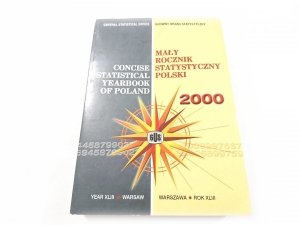 CENTRAL STATISTICAL OFFICE
GŁÓWNY URZĄD STATYSTYCZNY
CONCISE
STATISTICAL
YEARBOOK
OF POLAND
MAŁY
ROCZNIK
STATYSTYCZNY
POLSKI
2000
GUS
YEAR XLIII WARSAW
WARSZAWA ROK XLIII